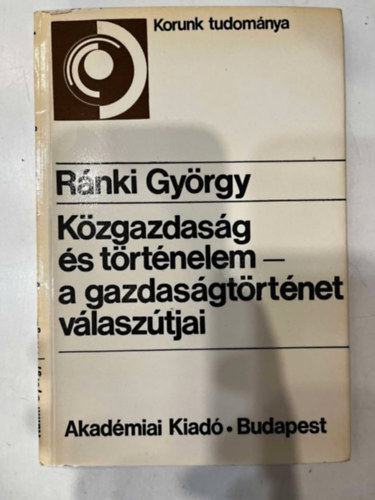 Korunk tudománya
Ránki György
Közgazdaság
és történelem –
a gazdaságtörténet
válaszútjai
Akadémiai Kiadó • Budapest